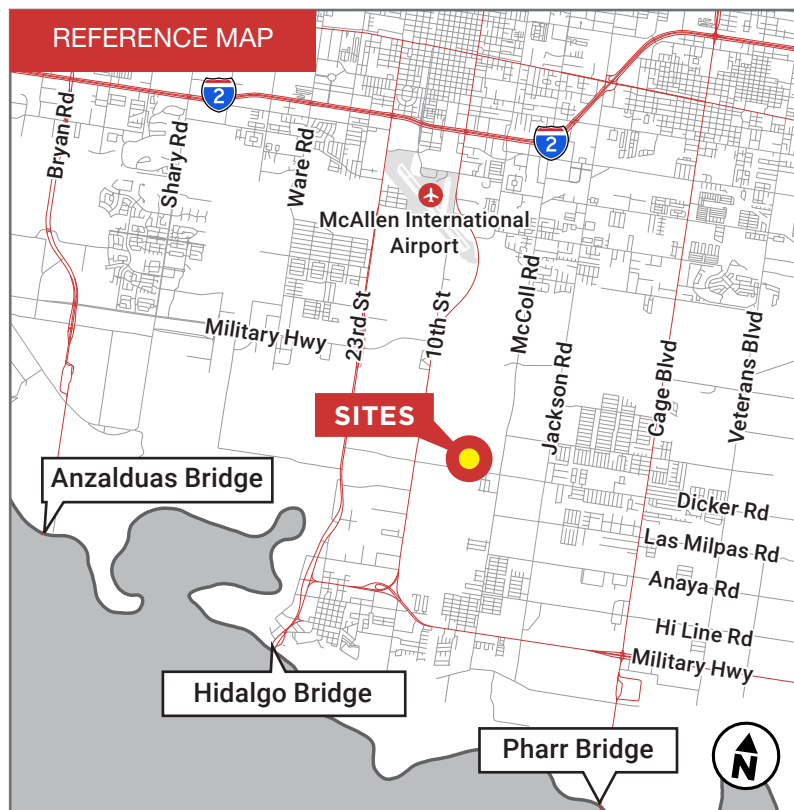 REFERENCE MAP
2
2
Bryan Rd
Shary Rd
Ware Rd
McAllen International
Airport
23rd St
10th St
McColl Rd
Military Hwy
Jackson Rd
Cage Blvd
Veterans Blvd
SITES
Anzalduas Bridge
Dicker Rd
Las Milpas Rd
Anaya Rd
Hi Line Rd
Military Hwy
Hidalgo Bridge
Pharr Bridge
N